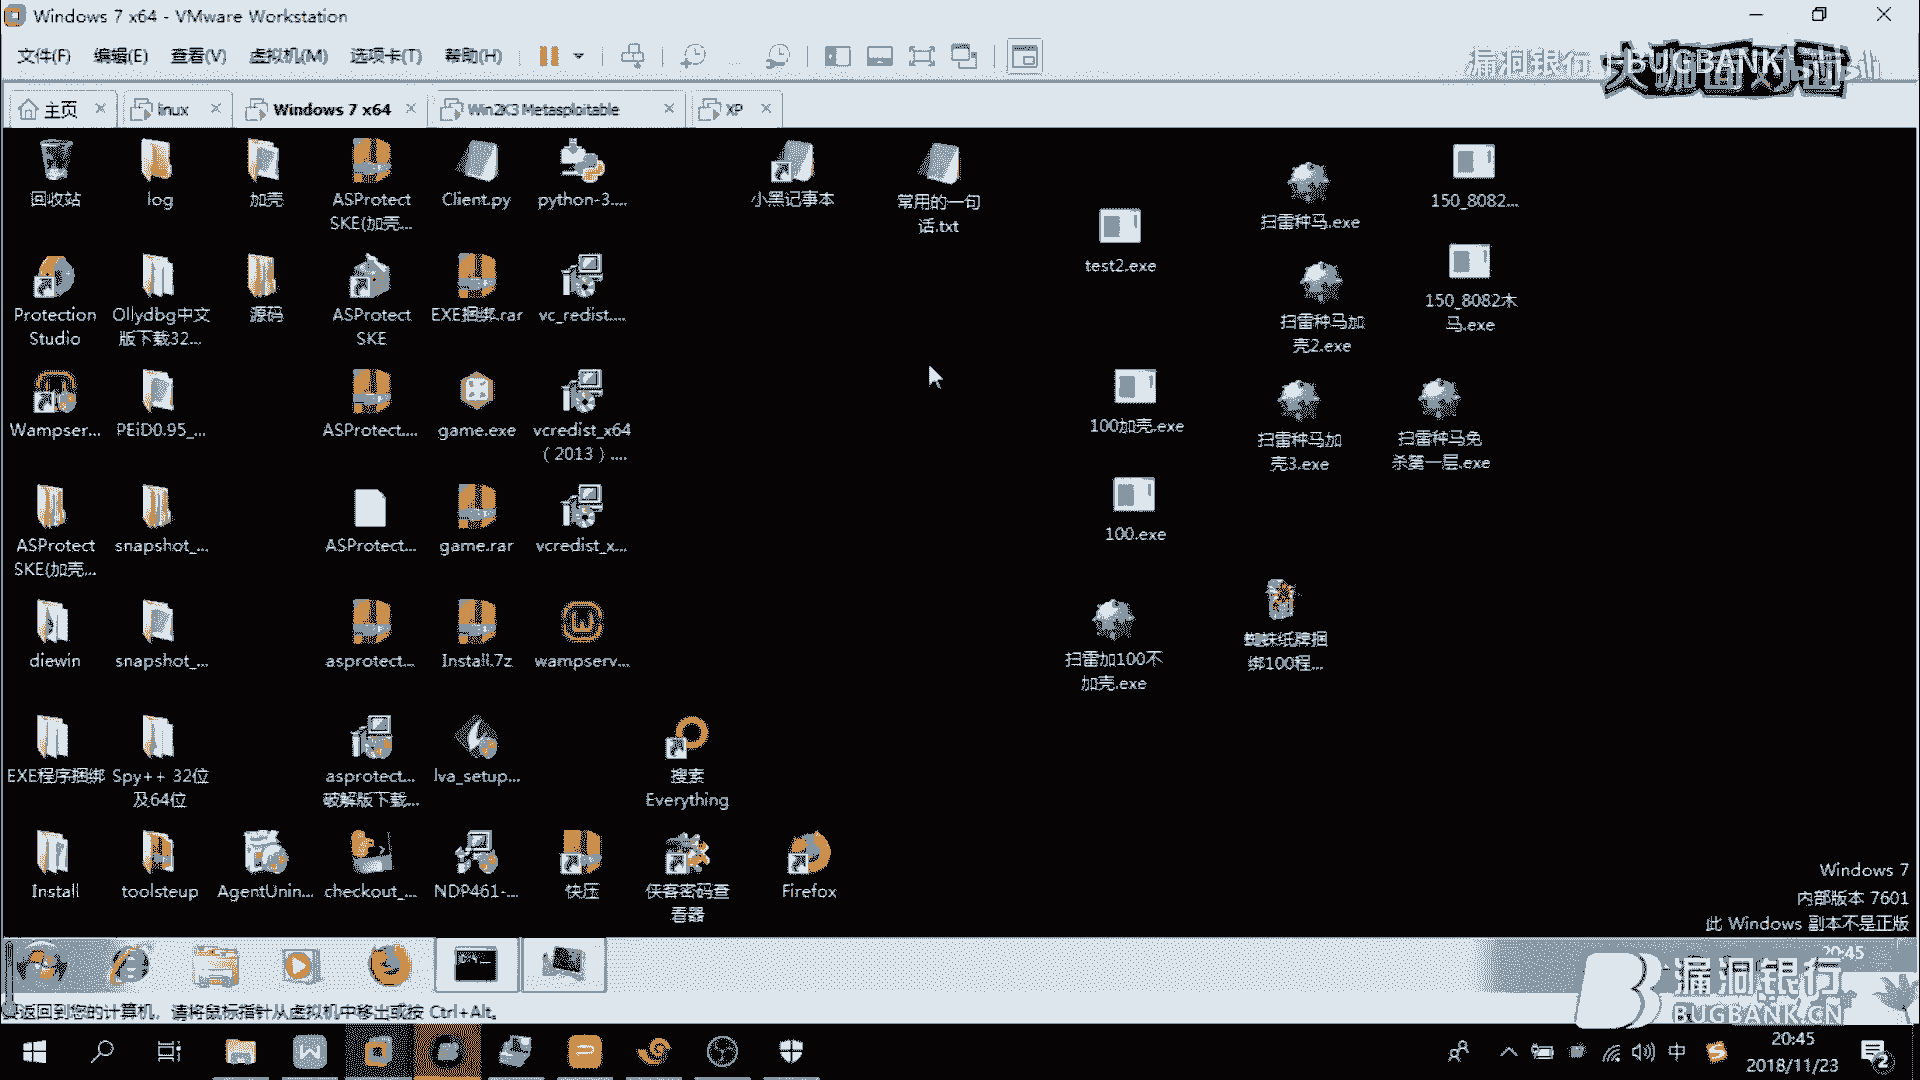 Windows 7 x64 - VMware Workstation
文件(F) 编辑(E) 查看(V) 虚拟机(M) 选项卡(T) 帮助(H)
漏洞银行 BUGBANK
大咖面对面
主页 linux Windows 7 x64 Win2K3 Metasploitable XP
回收站 log 加壳 ASProtect Client.py python-3.... 小黑记事本 常用的一句 扫雷种马.exe 150_8082...
SKE(加壳... 话.txt
test2.exe
Protection Ollydbg中文 源码 ASProtect EXE捆绑.rar vc_redist.... 扫雷种马加 150_8082木
Studio 版下载32... SKE 壳2.exe 马.exe
Wampser... PEiD0.95_... ASProtect.... game.exe vcredist_x64 100加壳.exe 扫雷种马加 扫雷种马免
（2013）.... 壳3.exe 杀第一层.exe
ASProtect snapshot_... ASProtect... game.rar vcredist_x... 100.exe
SKE(加壳...
diewin snapshot_... asprotect... Install.7z wampserv... 扫雷加100不 蜘蛛纸牌捆
加壳.exe 绑100程...
EXE程序捆绑 Spy++ 32位 asprotect... lva_setup... 搜索
及64位 破解版下载... Everything
Install toolsteup AgentUnin... checkout_... NDP461-... 快压 侠客密码查 Firefox
看器
Windows 7
内部版本 7601
此 Windows 副本不是正版
20:45
漏洞银行
BUGBANK.CN
要返回到您的计算机，请将鼠标指针从虚拟机中移出或按 Ctrl+Alt。
中 20:45
2018/11/23
2